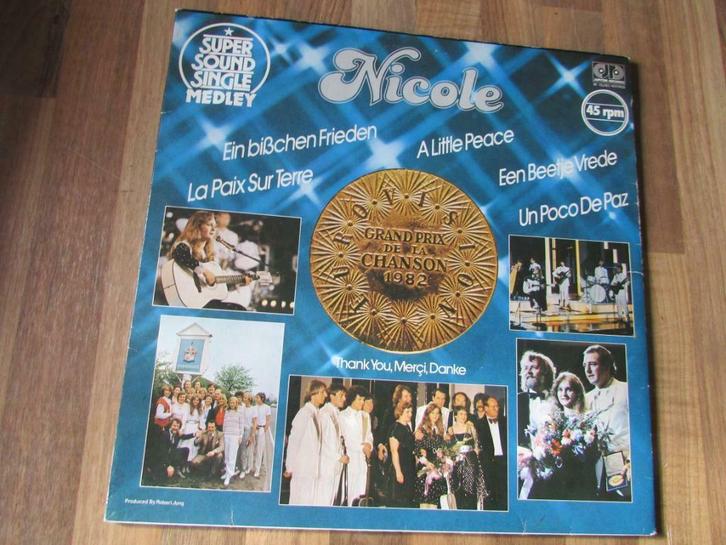 SUPER
SOUND
SINGLE
MEDLEY
Nicole
45 rpm
Ein bißchen Frieden
A Little Peace
La Paix Sur Terre
Een Beetje Vrede
Un Poco De Paz
EUROVISION
GRAND PRIX
DE LA
CHANSON
1982
Thank You, Merçi, Danke
Produced By Robert Jung